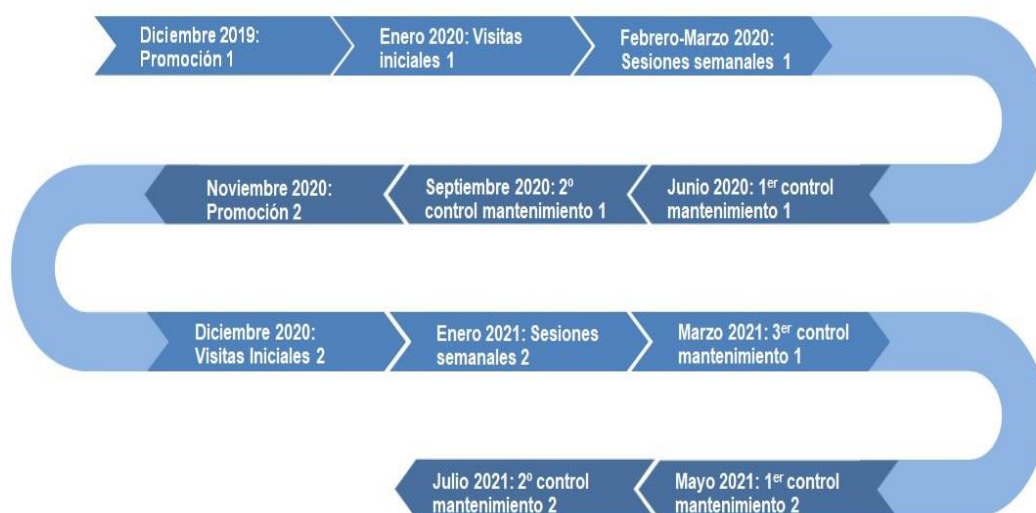 Diciembre 2019:
Promoción 1
Enero 2020: Visitas
iniciales 1
Febrero-Marzo 2020:
Sesiones semanales 1
Junio 2020: 1er control
mantenimiento 1
Septiembre 2020: 2º
control mantenimiento 1
Noviembre 2020:
Promoción 2
Diciembre 2020:
Visitas Iniciales 2
Enero 2021: Sesiones
semanales 2
Marzo 2021: 3er control
mantenimiento 1
Mayo 2021: 1er control
mantenimiento 2
Julio 2021: 2º control
mantenimiento 2